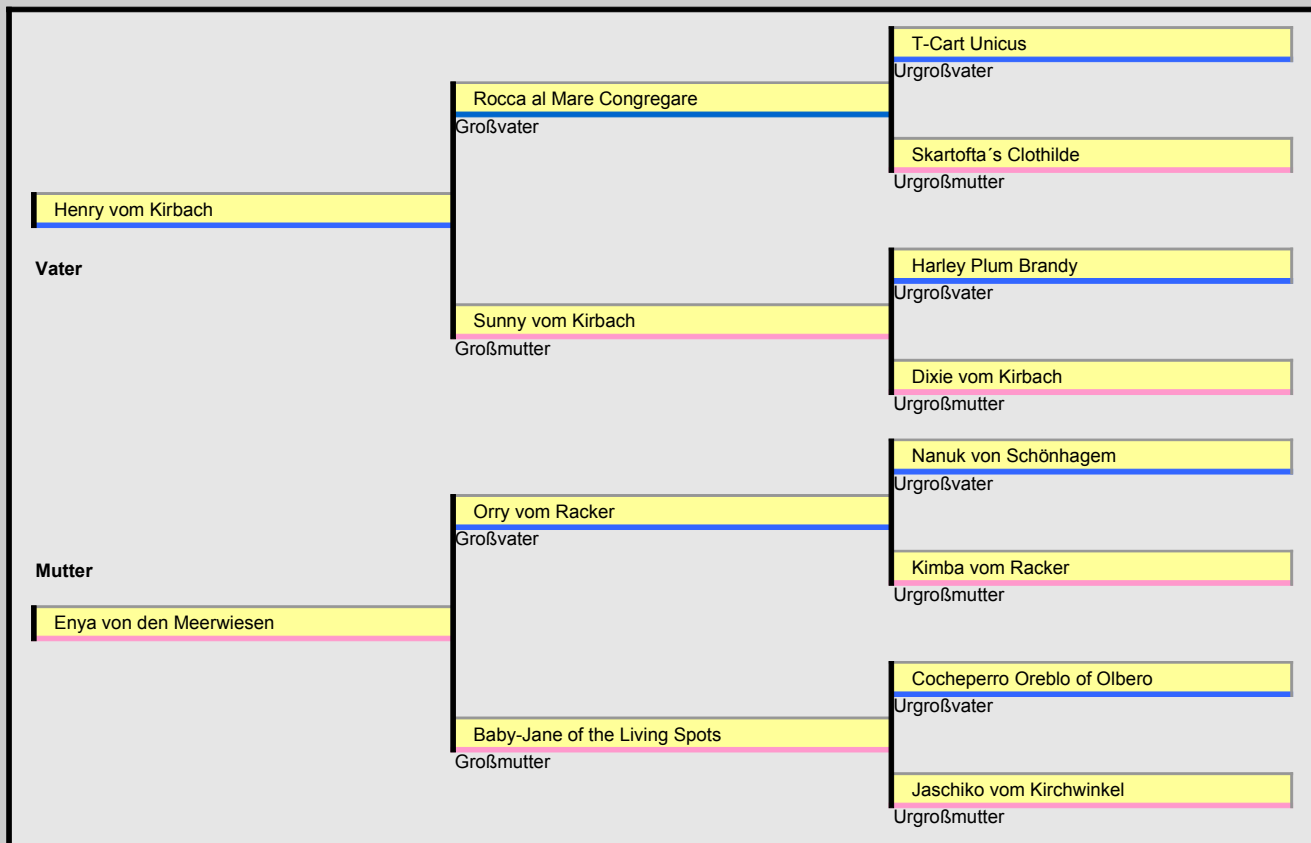 T-Cart Unicus
Urgroßvater
Rocca al Mare Congregare
Großvater
Skartofta´s Clothilde
Urgroßmutter
Henry vom Kirbach
Vater
Harley Plum Brandy
Urgroßvater
Sunny vom Kirbach
Großmutter
Dixie vom Kirbach
Urgroßmutter
Nanuk von Schönhagem
Urgroßvater
Orry vom Racker
Großvater
Kimba vom Racker
Urgroßmutter
Mutter
Enya von den Meerwiesen
Cocheperro Oreblo of Olbero
Urgroßvater
Baby-Jane of the Living Spots
Großmutter
Jaschiko vom Kirchwinkel
Urgroßmutter